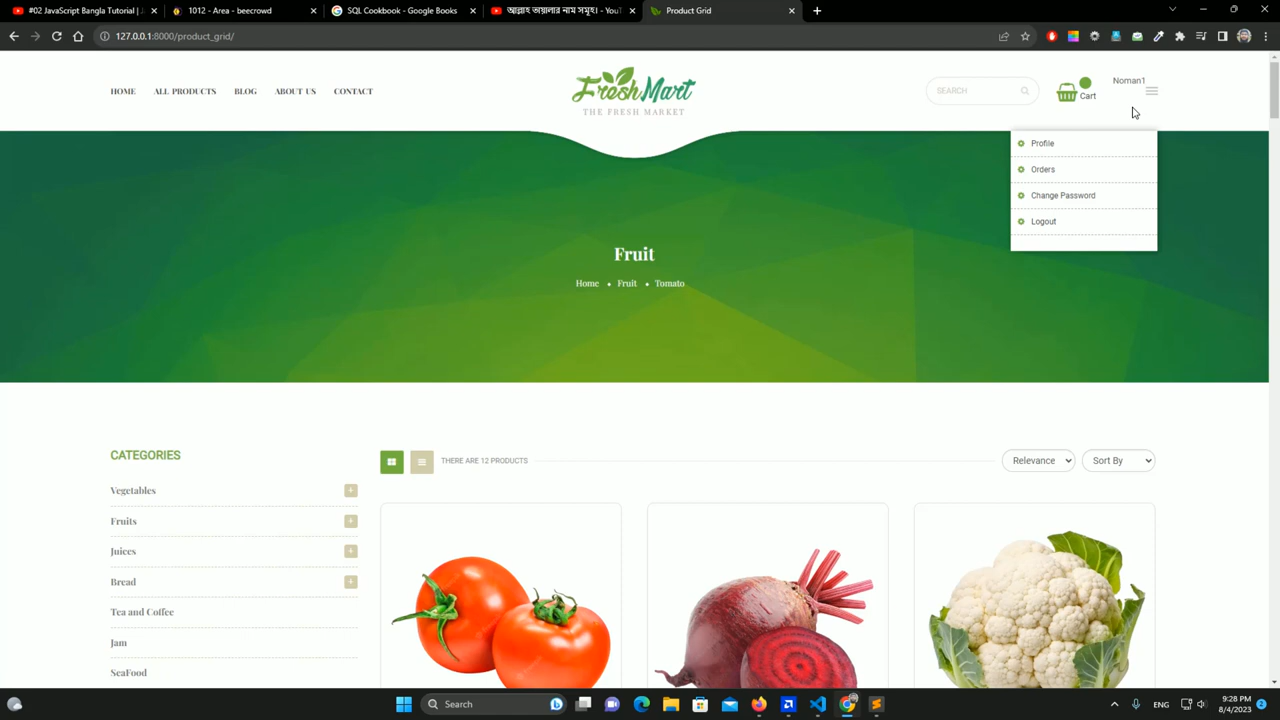 #02 JavaScript Bangla Tutorial |
1012 - Area - beecrowd
SQL Cookbook - Google Books
আল্লাহ তায়ালার নাম সমূহ। - YouT
Product Grid
127.0.0.1:8000/product_grid/
HOME
ALL PRODUCTS
BLOG
ABOUT US
CONTACT
FreshMart
THE FRESH MARKET
SEARCH
Cart
Noman1
Profile
Orders
Change Password
Logout
Fruit
Home • Fruit • Tomato
CATEGORIES
THERE ARE 12 PRODUCTS
Relevance
Sort By
Vegetables
Fruits
Juices
Bread
Tea and Coffee
Jam
SeaFood
Search
ENG
9:28 PM
8/4/2023
2